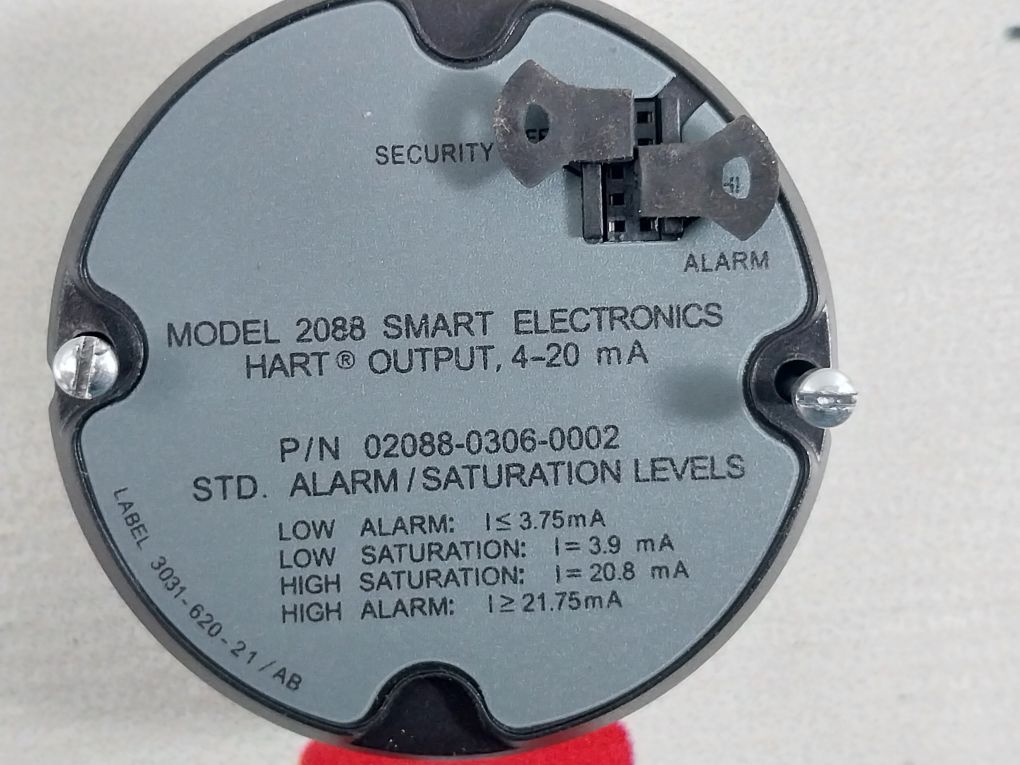 SECURITY
HI
ALARM
MODEL 2088 SMART ELECTRONICS
HART ® OUTPUT, 4-20 mA
P/N 02088-0306-0002
STD. ALARM/SATURATION LEVELS
LOW ALARM: I ≤ 3.75mA
LOW SATURATION: I = 3.9 mA
HIGH SATURATION: I = 20.8 mA
HIGH ALARM: I ≥ 21.75mA
LABEL 3031-620-21/AB